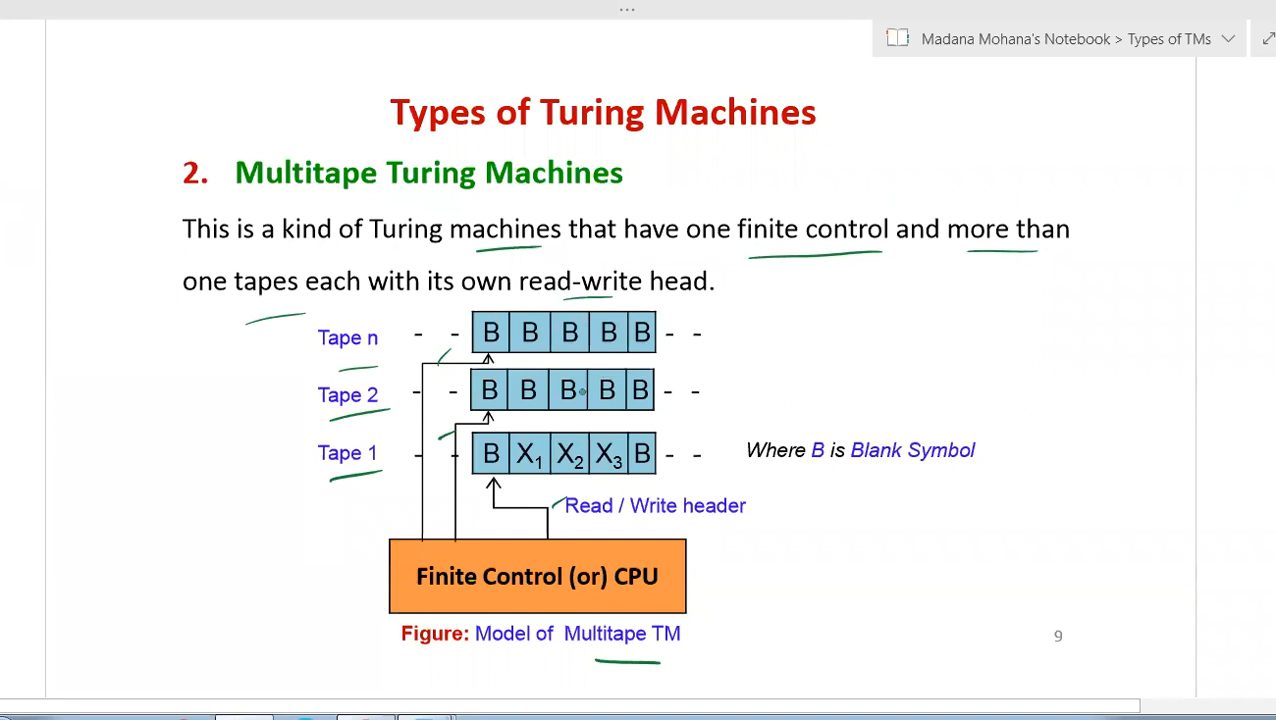 ...
Madana Mohana's Notebook > Types of TMs
Types of Turing Machines
2. Multitape Turing Machines
This is a kind of Turing machines that have one finite control and more than
one tapes each with its own read-write head.
Tape n - - B B B B B - -
Tape 2 - - B B B B B - -
Tape 1 - - B X1 X2 X3 B - - Where B is Blank Symbol
Read / Write header
Finite Control (or) CPU
Figure: Model of Multitape TM
9